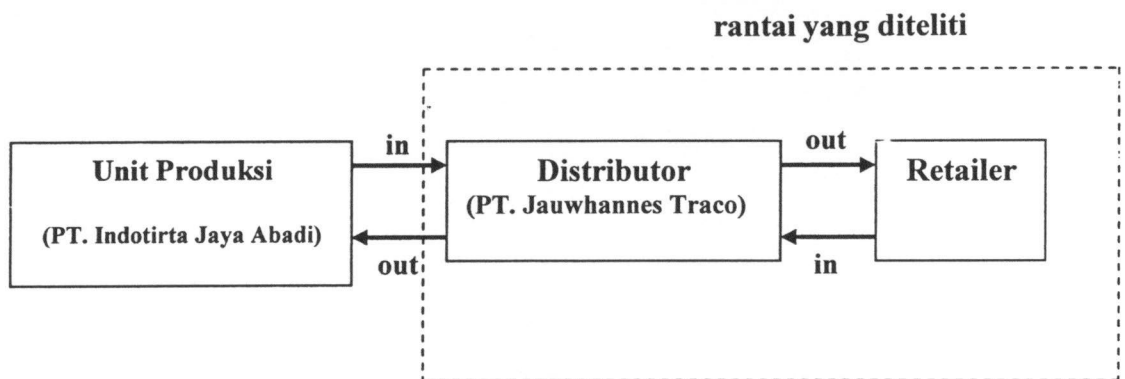 rantai yang diteliti
in
out
Unit Produksi
Distributor
Retailer
(PT. Jauwhannes Traco)
(PT. Indotirta Jaya Abadi)
out
in